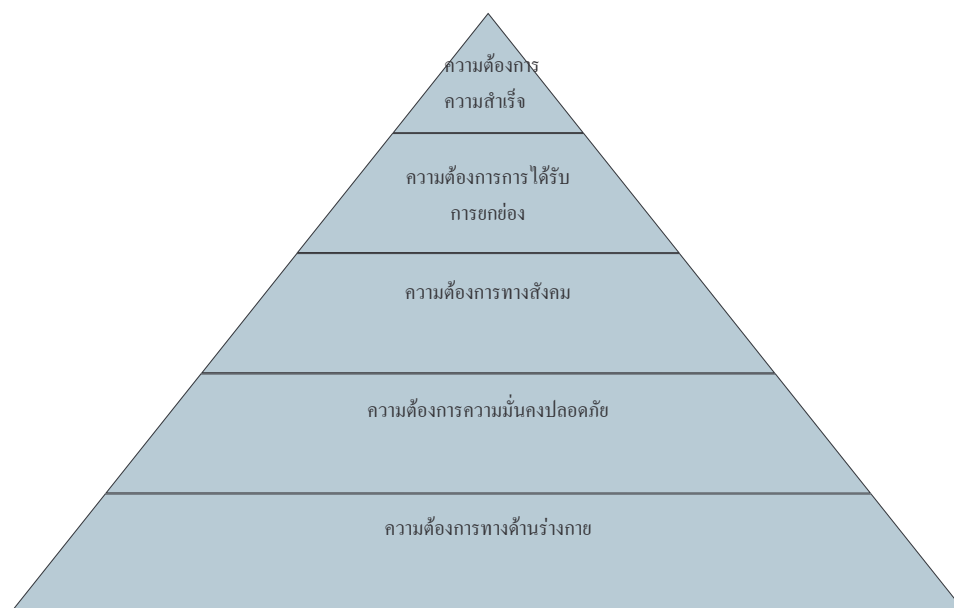 ความต้องการ
ความสำเร็จ
ความต้องการการได้รับ
การยกย่อง
ความต้องการทางสังคม
ความต้องการความมั่นคงปลอดภัย
ความต้องการทางด้านร่างกาย